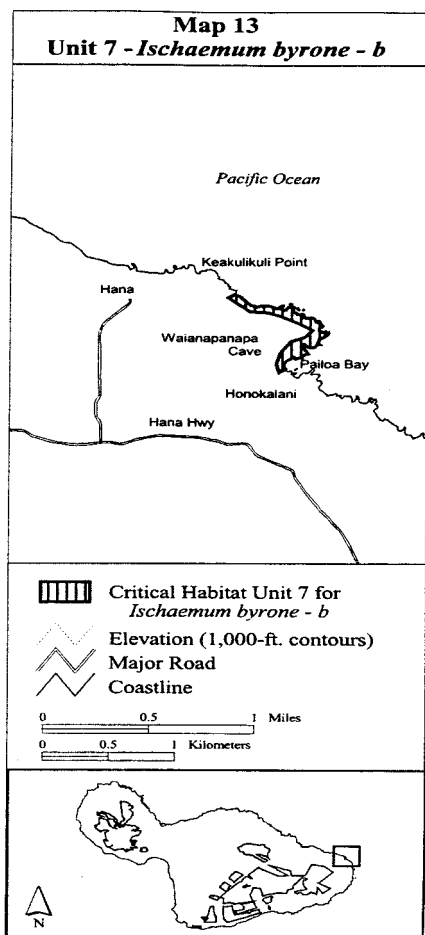 Map 13
Unit 7 - Ischaemum byrone - b
Pacific Ocean
Keakulikuli Point
Hana
Waianapanapa
Cave
Pailoa Bay
Honokalani
Hana Hwy
Critical Habitat Unit 7 for
Ischaemum byrone - b
Elevation (1,000-ft. contours)
Major Road
Coastline
0 0.5 1 Miles
0 0.5 1 Kilometers
N